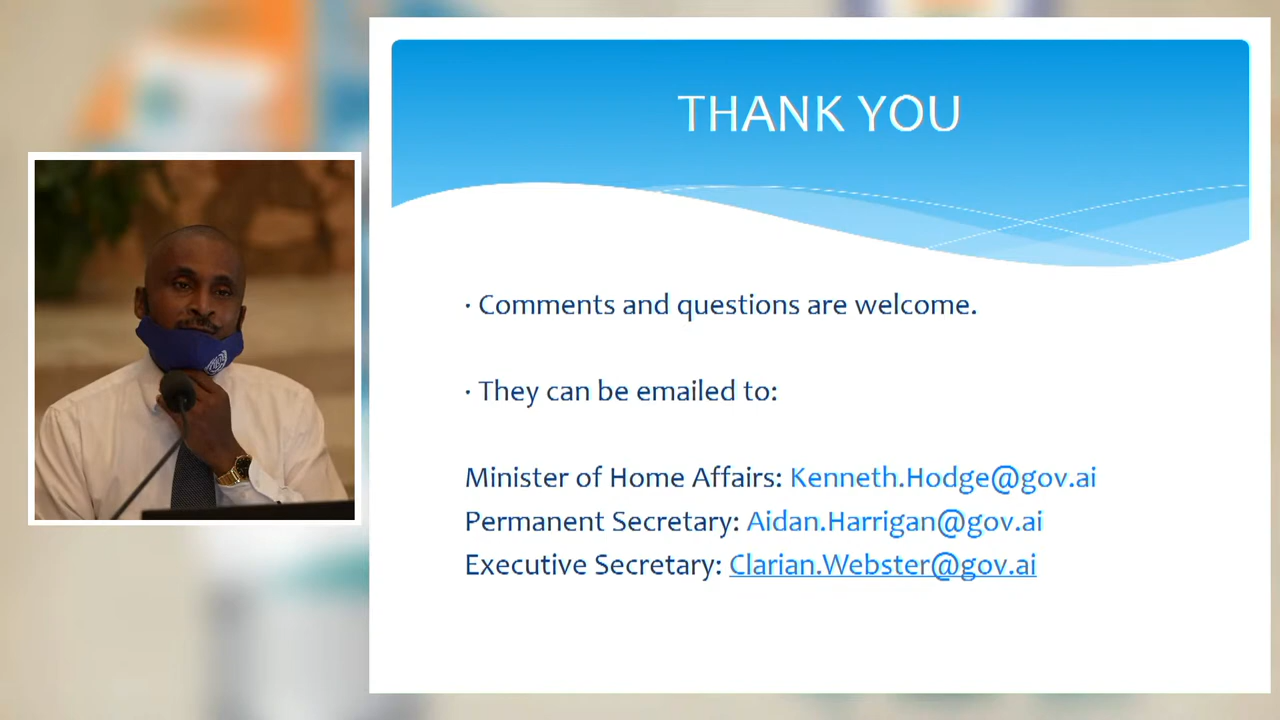 THANK YOU
· Comments and questions are welcome.
· They can be emailed to:
Minister of Home Affairs: Kenneth.Hodge@gov.ai
Permanent Secretary: Aidan.Harrigan@gov.ai
Executive Secretary: Clarian.Webster@gov.ai